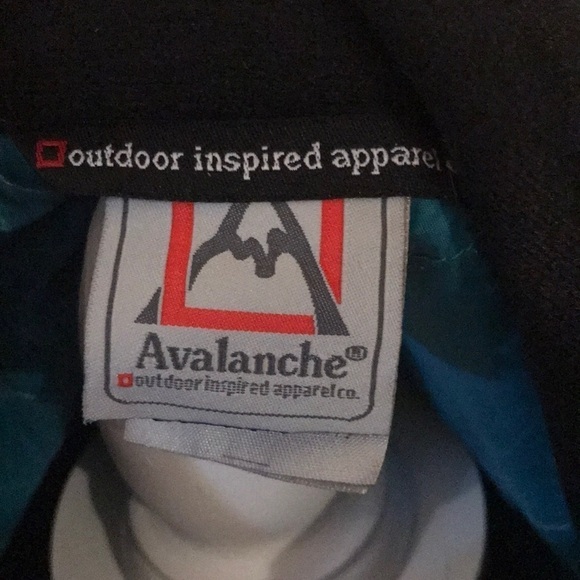 outdoor inspired apparel
Avalanche®
outdoor inspired apparel co.